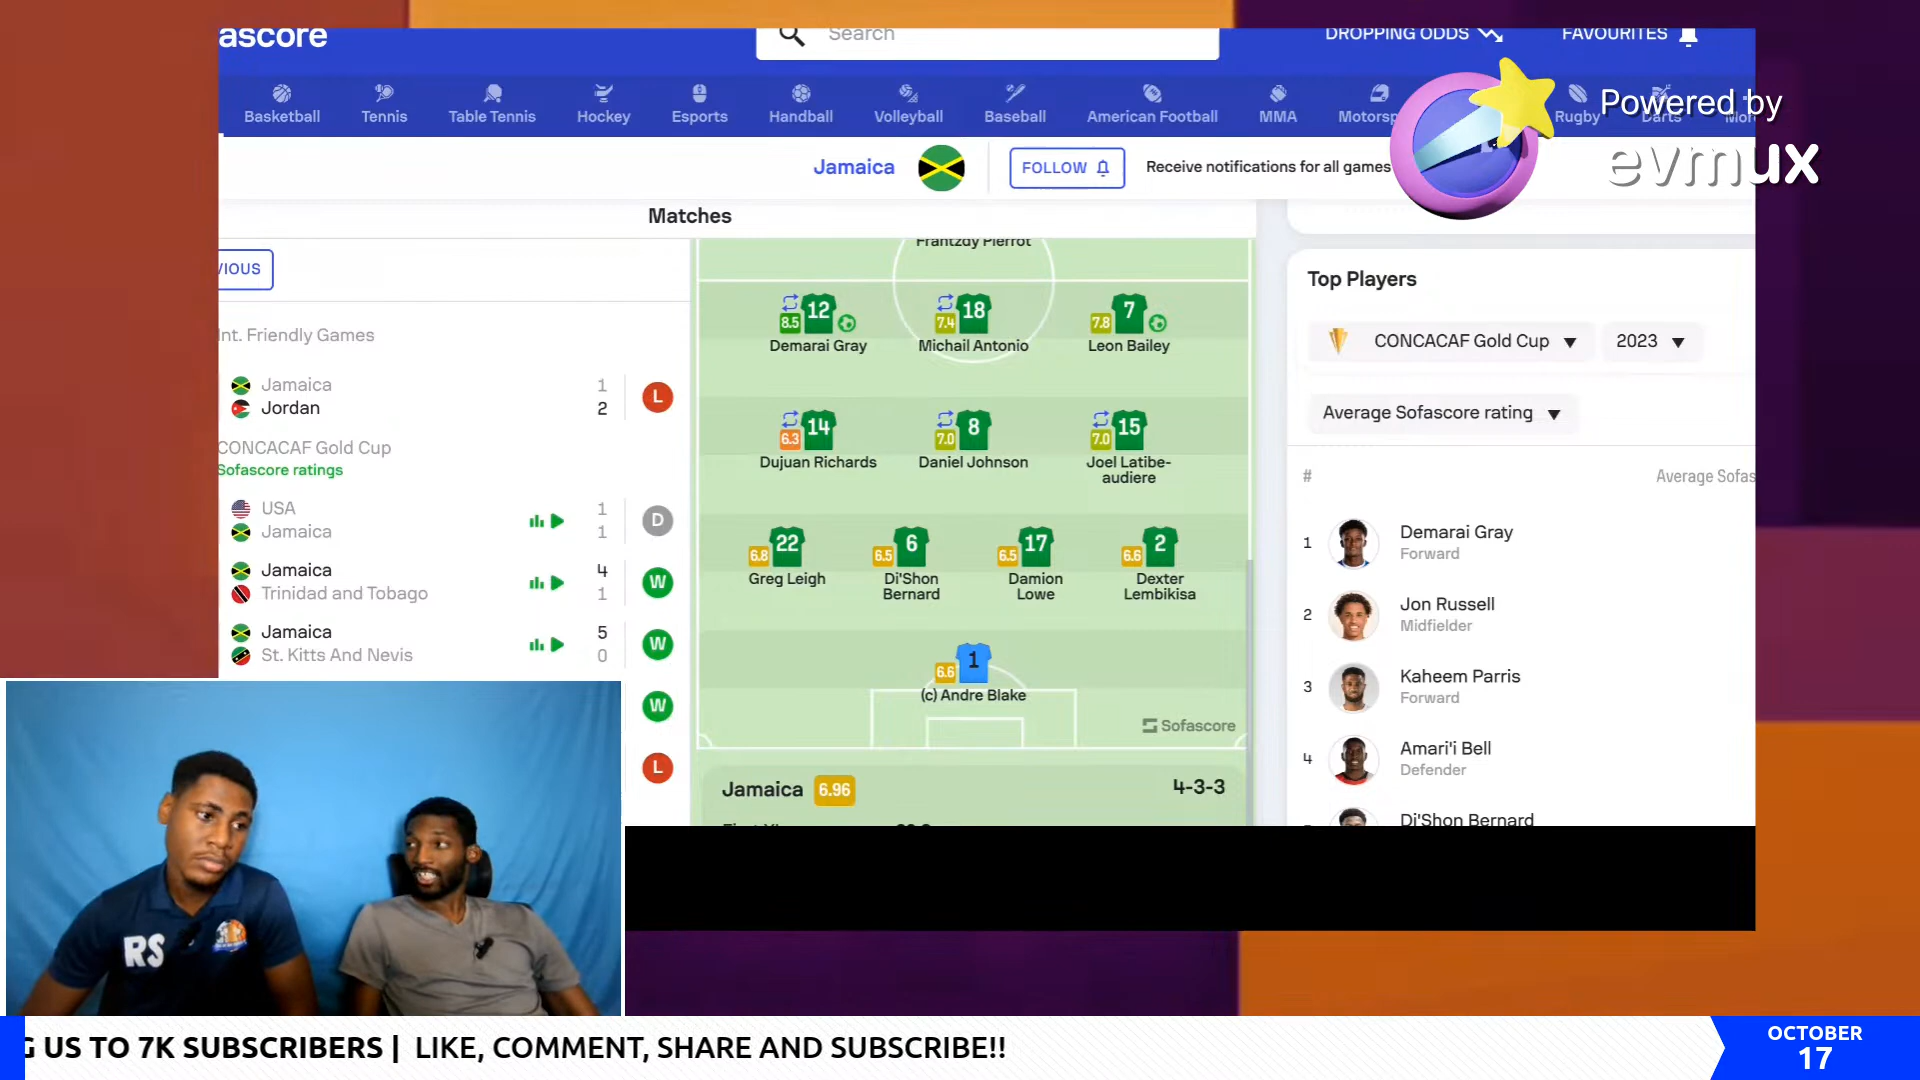 ascore
Search
DROPPING ODDS
FAVOURITES
Basketball
Tennis
Table Tennis
Hockey
Esports
Handball
Volleyball
Baseball
American Football
MMA
Motorsp
Rugby
Darts
Powered by
evmux
Jamaica
FOLLOW
Receive notifications for all games
Matches
VIOUS
Int. Friendly Games
Jamaica 1
Jordan 2
L
CONCACAF Gold Cup
Sofascore ratings
USA 1
Jamaica 1
D
Jamaica 4
Trinidad and Tobago 1
W
Jamaica 5
St. Kitts And Nevis 0
W
W
L
Frantzdy Pierrot
12 18 7
8.5 7.4 7.8
Demarai Gray Michail Antonio Leon Bailey
14 8 15
6.3 7.0 7.0
Dujuan Richards Daniel Johnson Joel Latibe-
audiere
22 6 17 2
6.8 6.5 6.5 6.6
Greg Leigh Di'Shon Damion Dexter
Bernard Lowe Lembikisa
1
6.6
(c) Andre Blake
Sofascore
Jamaica 6.96 4-3-3
Top Players
CONCACAF Gold Cup 2023
Average Sofascore rating
# Average Sofas
1 Demarai Gray
Forward
2 Jon Russell
Midfielder
3 Kaheem Parris
Forward
4 Amari'i Bell
Defender
Di'Shon Bernard
RS
G US TO 7K SUBSCRIBERS | LIKE, COMMENT, SHARE AND SUBSCRIBE!!
OCTOBER
17